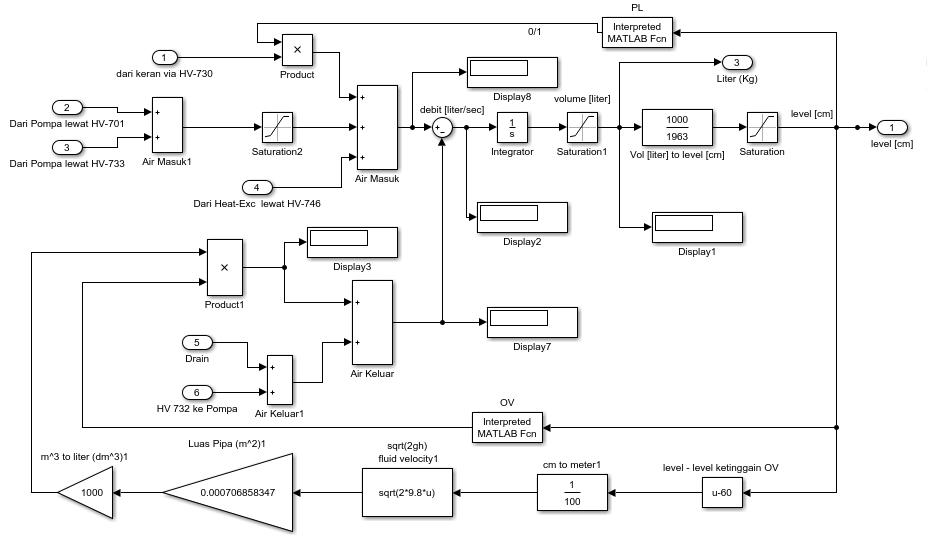 PL
Interpreted
MATLAB Fcn
0/1
×
Product
1
dari keran via HV-730
2
Dari Pompa lewat HV-701
3
Dari Pompa lewat HV-733
+
+
Air Masuk1
Saturation2
4
Dari Heat-Exc lewat HV-746
+
+
+
Air Masuk
Display8
debit [liter/sec]
+
−
1
s
Integrator
volume [liter]
Saturation1
3
Liter (Kg)
1000
1963
Vol [liter] to level [cm]
Saturation
level [cm]
1
level [cm]
Display2
Display1
×
Product1
Display3
+
+
Air Keluar
Display7
5
Drain
6
HV 732 ke Pompa
+
+
Air Keluar1
OV
Interpreted
MATLAB Fcn
m^3 to liter (dm^3)1
1000
Luas Pipa (m^2)1
0.000706858347
sqrt(2gh)
fluid velocity1
sqrt(2*9.8*u)
cm to meter1
1
100
level - level ketinggain OV
u-60